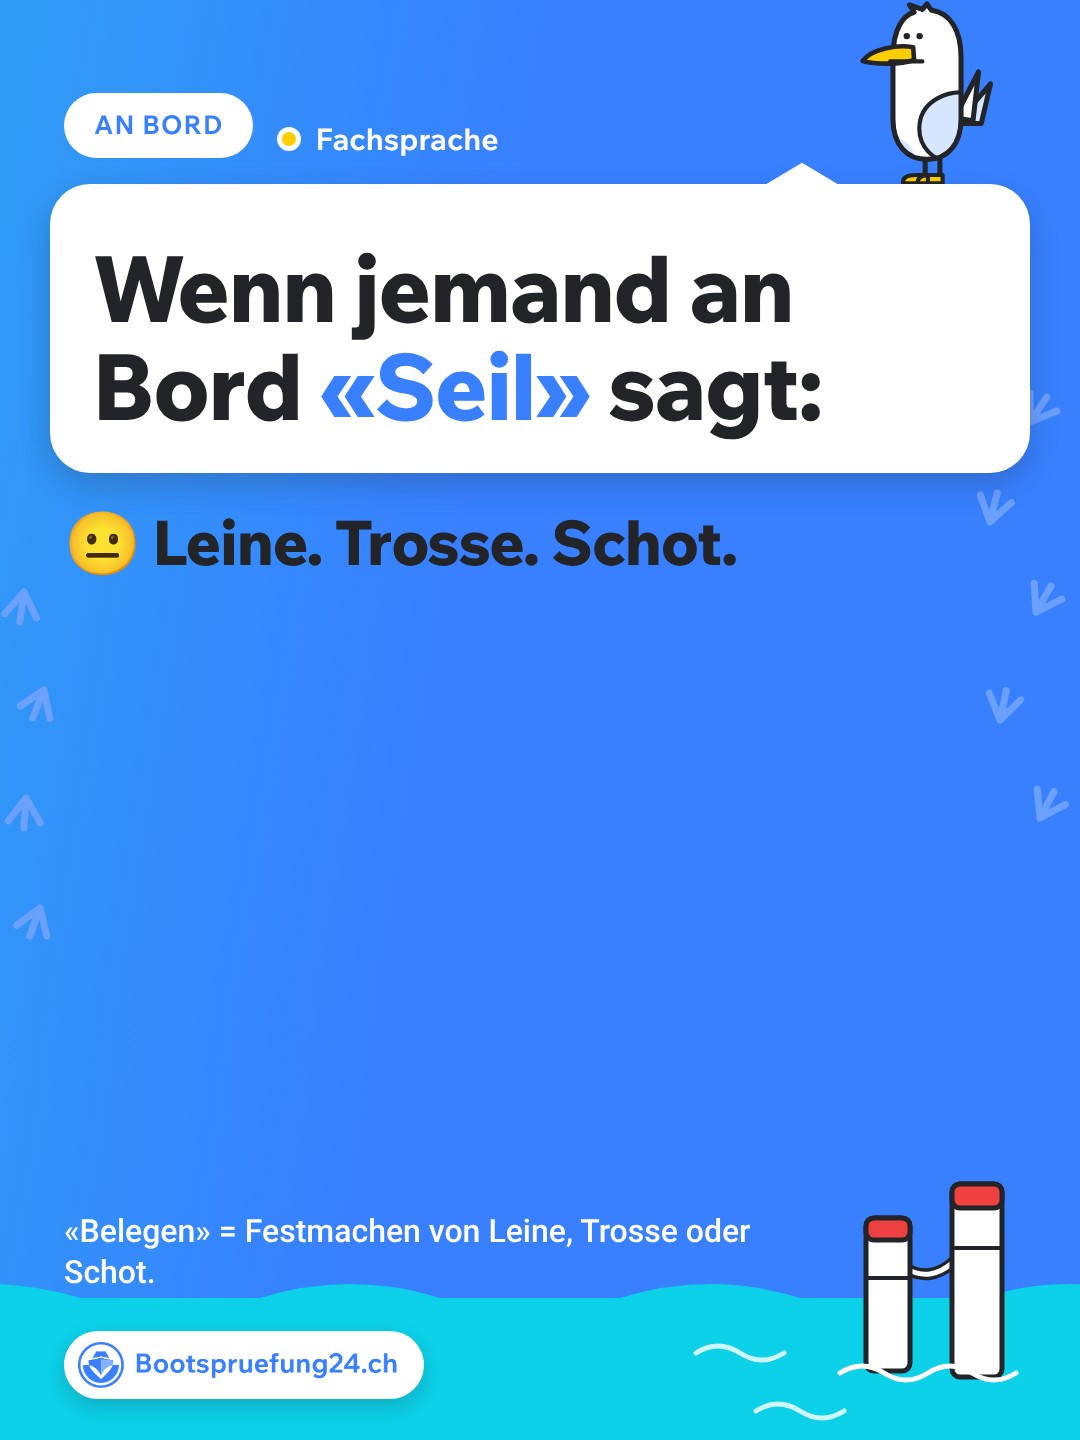 AN BORD
Fachsprache
Wenn jemand an
Bord «Seil» sagt:
😐 Leine. Trosse. Schot.
«Belegen» = Festmachen von Leine, Trosse oder
Schot.
Bootspruefung24.ch